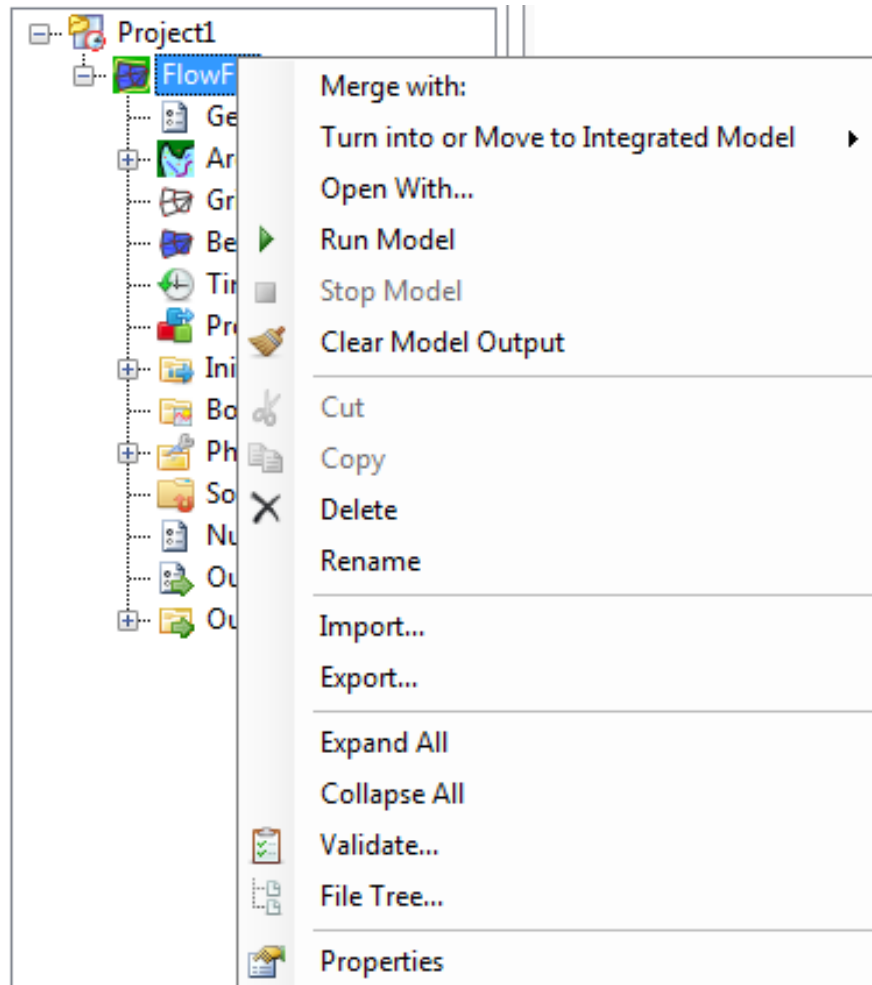 Project1
FlowF
Ge
Ar
Gr
Be
Tir
Pr
Ini
Bo
Ph
So
Nu
Ou
Ou
Merge with:
Turn into or Move to Integrated Model
Open With...
Run Model
Stop Model
Clear Model Output
Cut
Copy
Delete
Rename
Import...
Export...
Expand All
Collapse All
Validate...
File Tree...
Properties